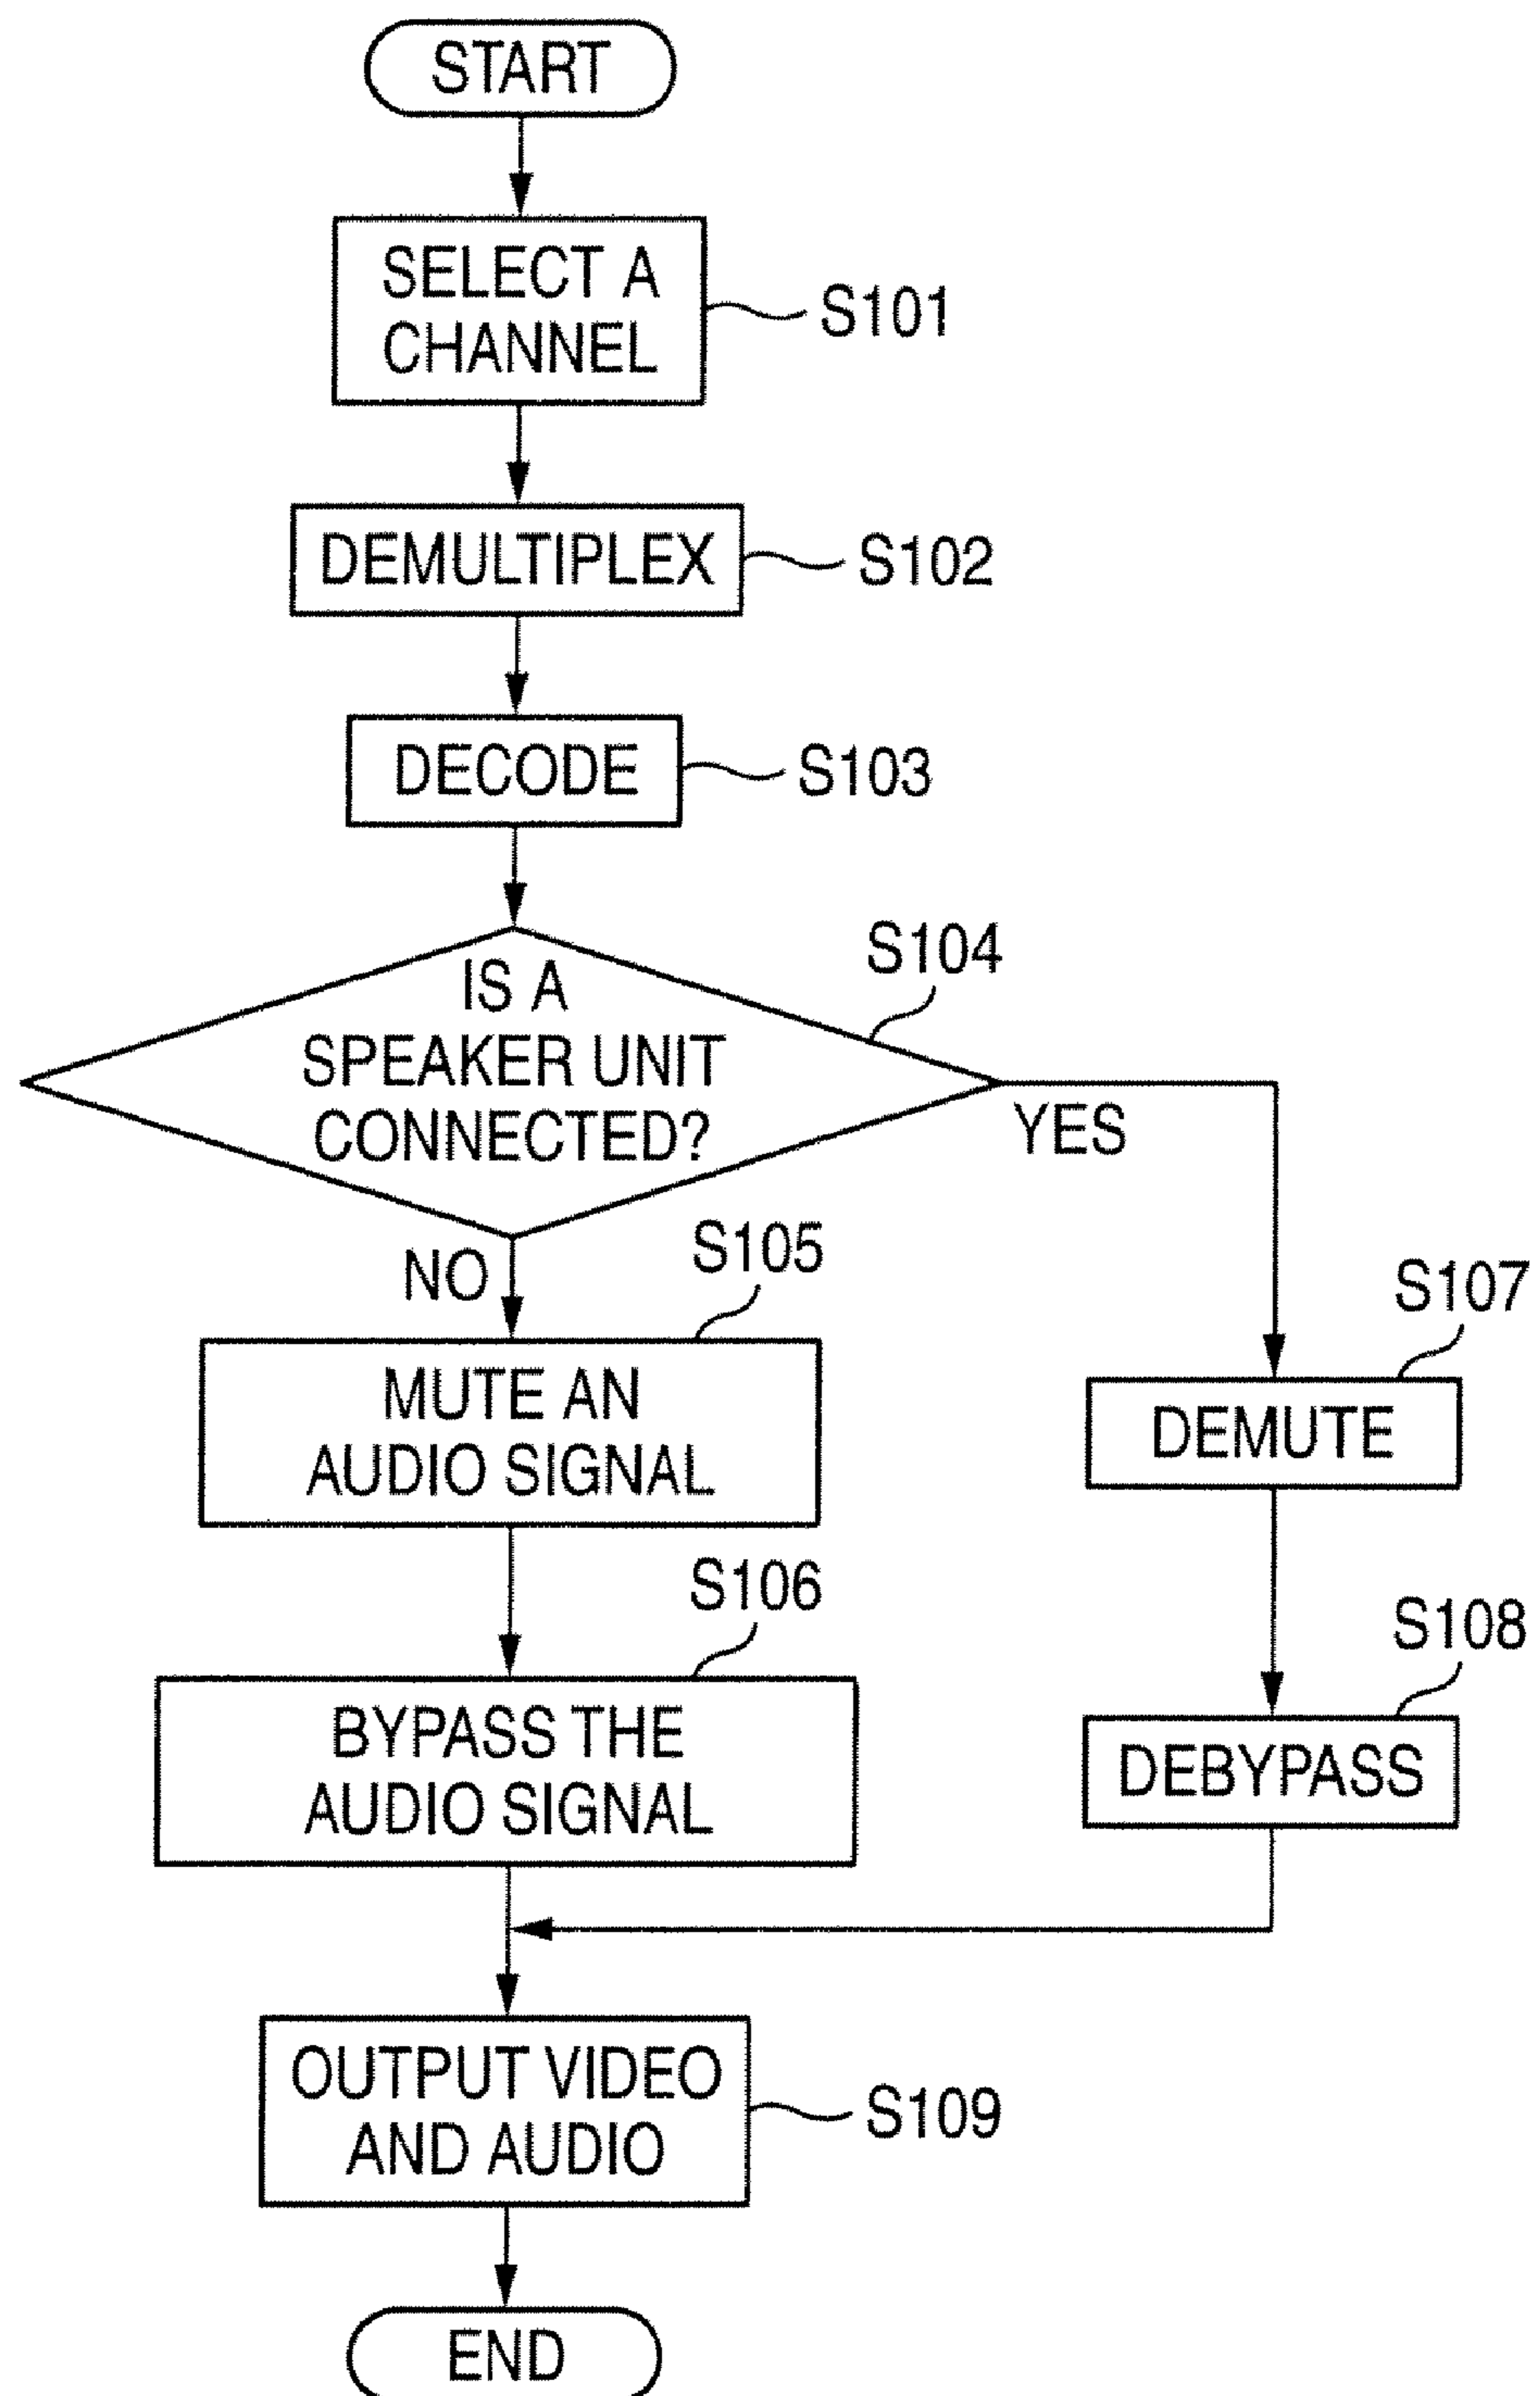 START
SELECT A
CHANNEL
S101
DEMULTIPLEX
S102
DECODE
S103
S104
IS A
SPEAKER UNIT
CONNECTED?
YES
NO
S105
MUTE AN
AUDIO SIGNAL
S107
DEMUTE
S106
BYPASS THE
AUDIO SIGNAL
S108
DEBYPASS
OUTPUT VIDEO
AND AUDIO
S109
END